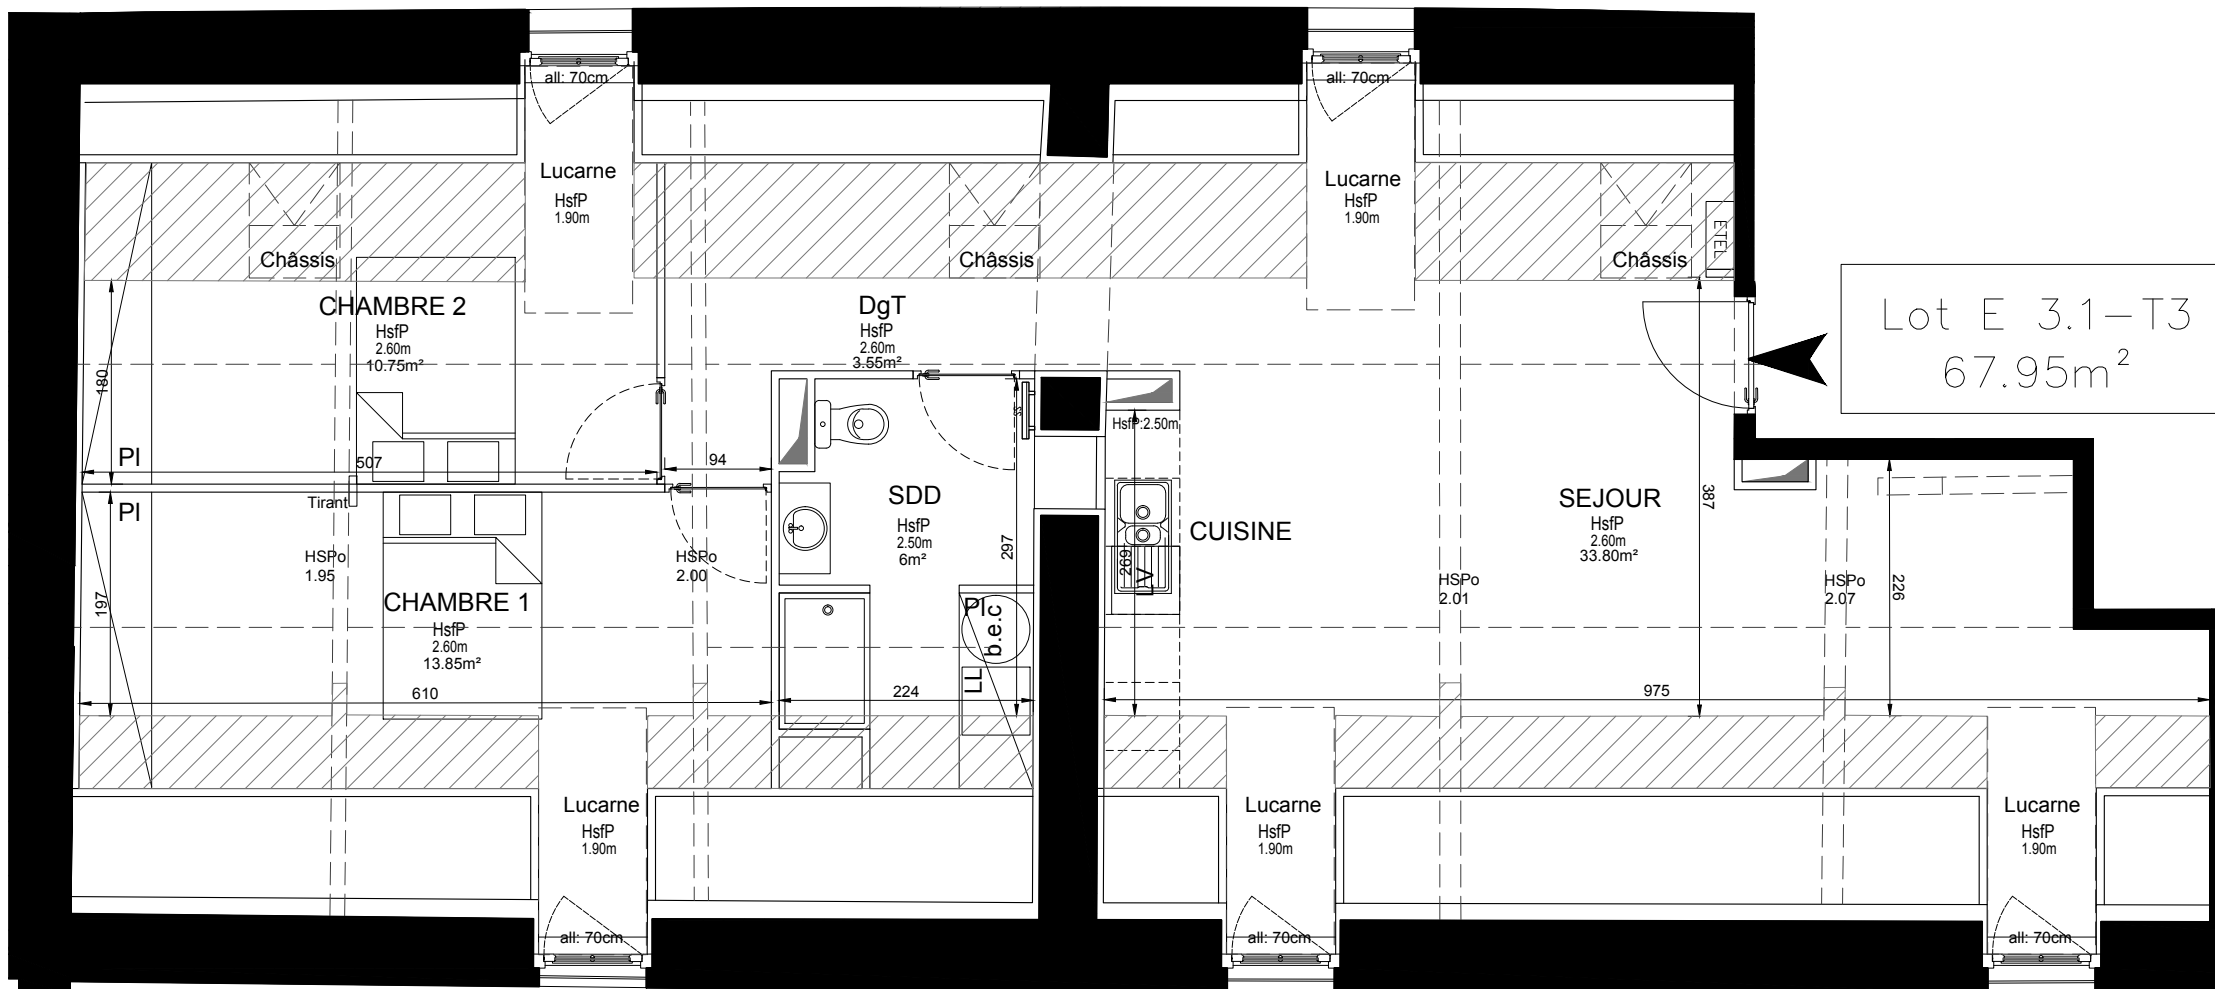 all: 70cm
all: 70cm
Lucarne
HsfP
1.90m
Lucarne
HsfP
1.90m
Châssis
Châssis
Châssis
ETEL
CHAMBRE 2
HsfP
2.60m
10.75m²
DgT
HsfP
2.60m
3.55m²
Lot E 3.1-T3
67.95m²
180
PI
507
94
HsfP:2.50m
PI
Tirant
SDD
HsfP
2.50m
6m²
297
CUISINE
269
LV
SEJOUR
HsfP
2.60m
33.80m²
387
HSPo
1.95
HSPo
2.00
HSPo
2.01
HSPo
2.07
226
197
CHAMBRE 1
HsfP
2.60m
13.85m²
PI
b.e.c
LL
610
224
975
Lucarne
HsfP
1.90m
Lucarne
HsfP
1.90m
Lucarne
HsfP
1.90m
all: 70cm
all: 70cm
all: 70cm